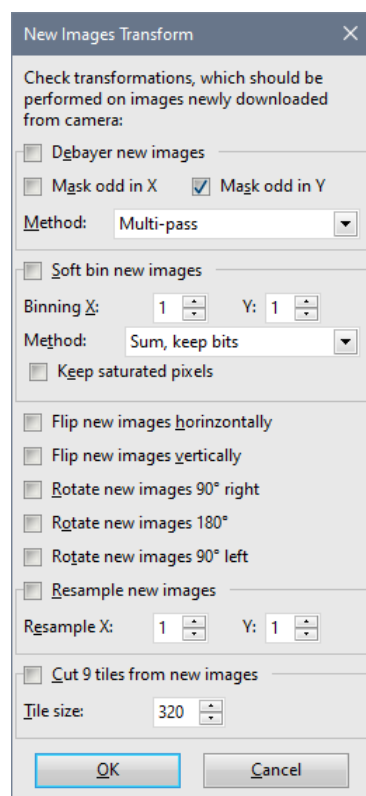 New Images Transform
Check transformations, which should be
performed on images newly downloaded
from camera:
Debayer new images
Mask odd in X Mask odd in Y
Method: Multi-pass
Soft bin new images
Binning X: 1 Y: 1
Method: Sum, keep bits
Keep saturated pixels
Flip new images horinzontally
Flip new images vertically
Rotate new images 90° right
Rotate new images 180°
Rotate new images 90° left
Resample new images
Resample X: 1 Y: 1
Cut 9 tiles from new images
Tile size: 320
OK Cancel